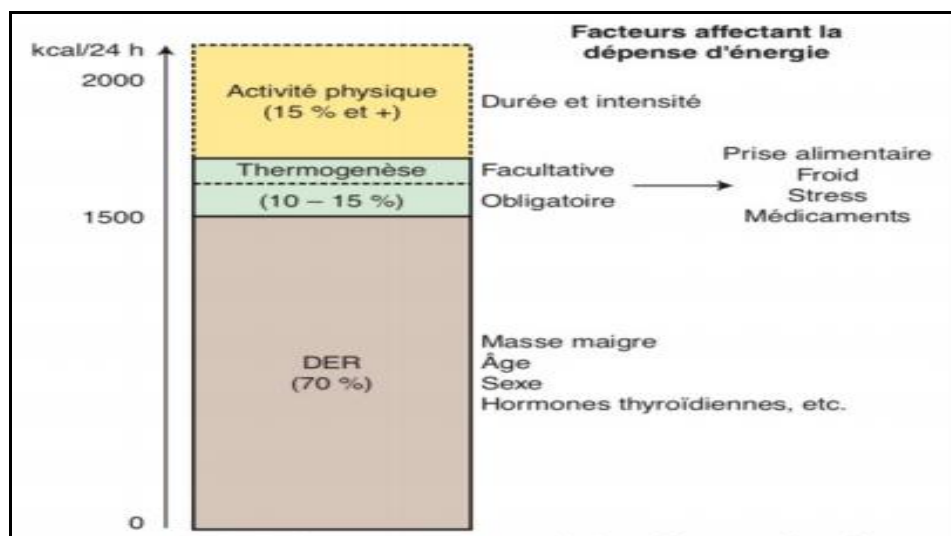 Facteurs affectant la
dépense d'énergie
kcal/24 h
2000
Activité physique
(15 % et +)
Durée et intensité
Thermogenèse
(10 – 15 %)
Facultative
Obligatoire
Prise alimentaire
Froid
Stress
Médicaments
1500
DER
(70 %)
Masse maigre
Âge
Sexe
Hormones thyroïdiennes, etc.
0